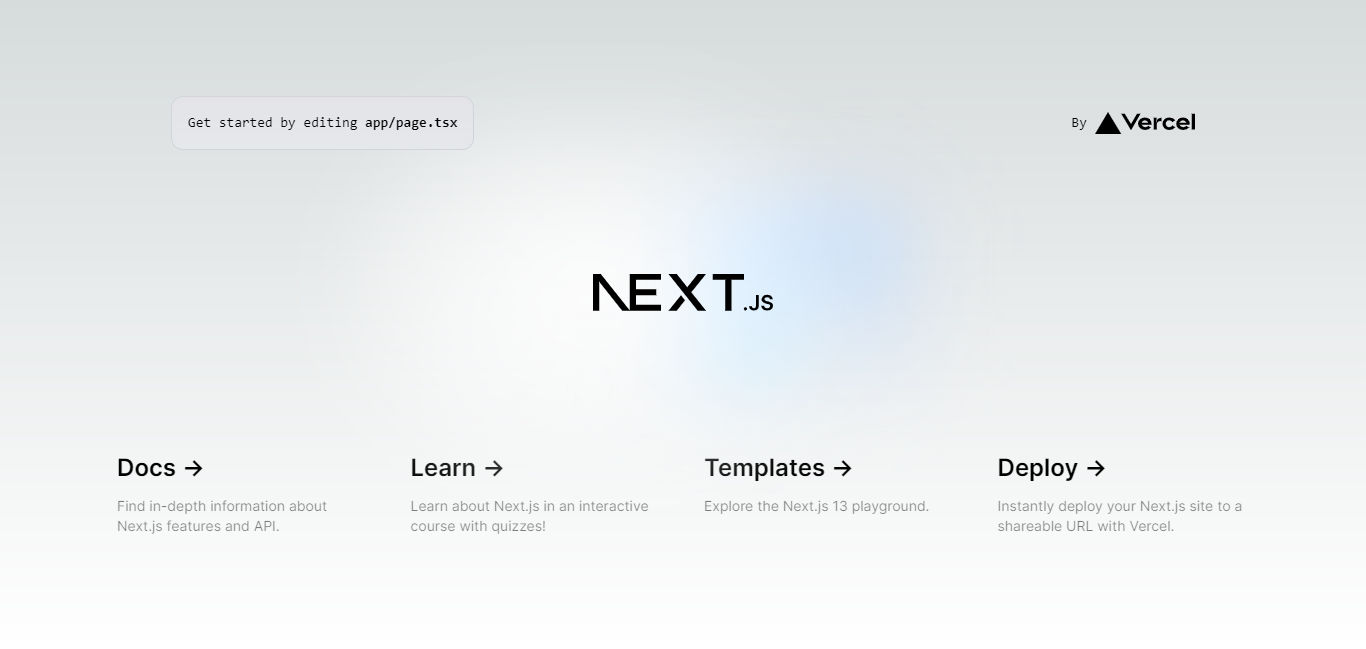 Get started by editing app/page.tsx
By Vercel
NEXT.JS
Docs →
Find in-depth information about
Next.js features and API.
Learn →
Learn about Next.js in an interactive
course with quizzes!
Templates →
Explore the Next.js 13 playground.
Deploy →
Instantly deploy your Next.js site to a
shareable URL with Vercel.